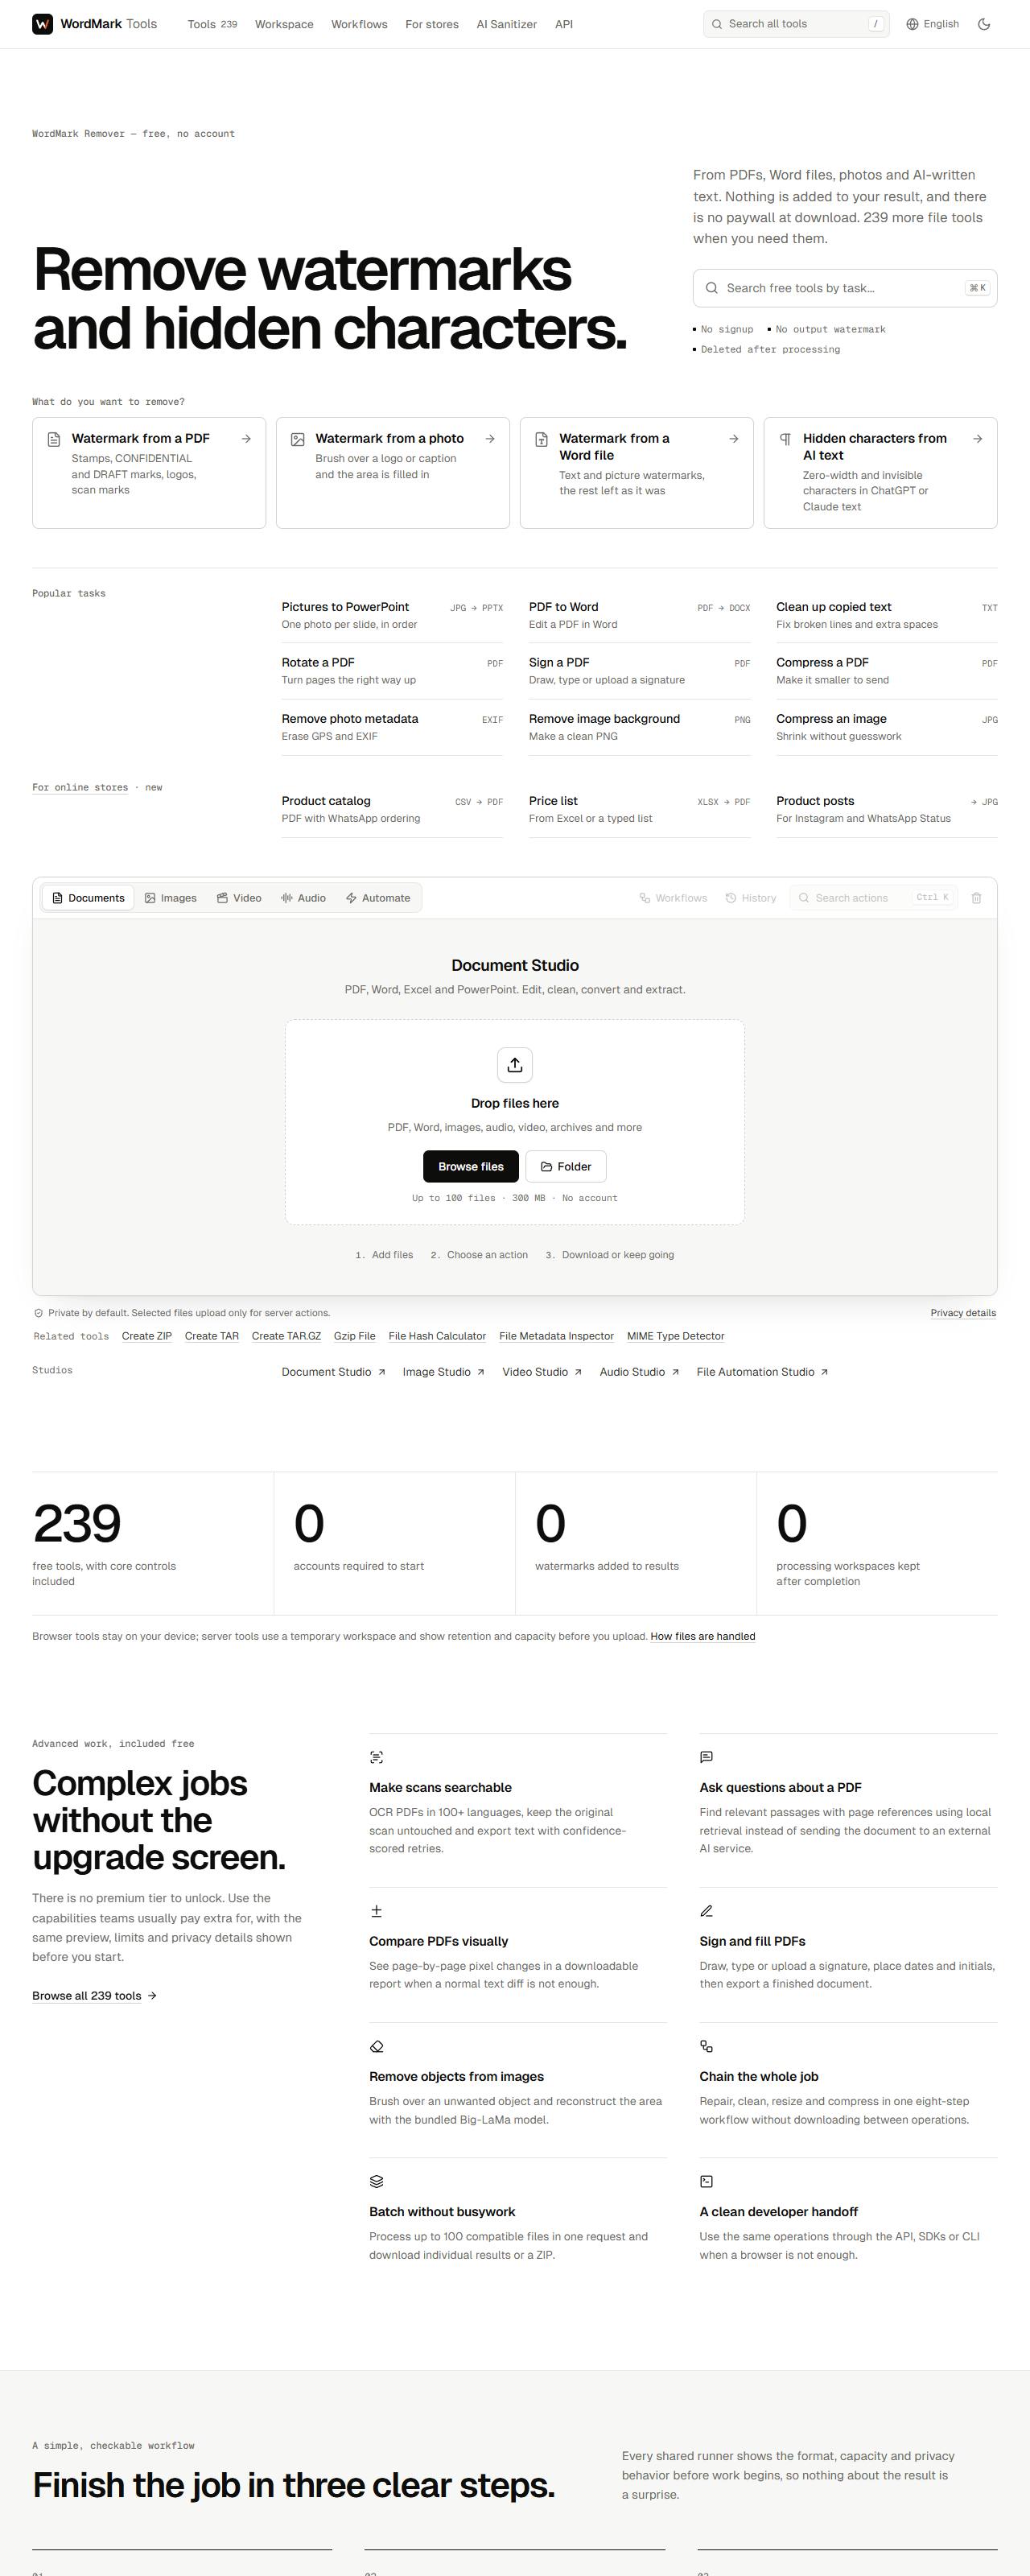 WordMark Tools
Tools 239
Workspace
Workflows
For stores
AI Sanitizer
API
Search all tools
/
English
WordMark Remover — free, no account
Remove watermarks
and hidden characters.
From PDFs, Word files, photos and AI-written
text. Nothing is added to your result, and there
is no paywall at download. 239 more file tools
when you need them.
Search free tools by task...
⌘ K
No signup
No output watermark
Deleted after processing
What do you want to remove?
Watermark from a PDF
Stamps, CONFIDENTIAL
and DRAFT marks, logos,
scan marks
Watermark from a photo
Brush over a logo or caption
and the area is filled in
Watermark from a
Word file
Text and picture watermarks,
the rest left as it was
Hidden characters from
AI text
Zero-width and invisible
characters in ChatGPT or
Claude text
Popular tasks
Pictures to PowerPoint
JPG → PPTX
One photo per slide, in order
PDF to Word
PDF → DOCX
Edit a PDF in Word
Clean up copied text
TXT
Fix broken lines and extra spaces
Rotate a PDF
PDF
Turn pages the right way up
Sign a PDF
PDF
Draw, type or upload a signature
Compress a PDF
PDF
Make it smaller to send
Remove photo metadata
EXIF
Erase GPS and EXIF
Remove image background
PNG
Make a clean PNG
Compress an image
JPG
Shrink without guesswork
For online stores · new
Product catalog
CSV → PDF
PDF with WhatsApp ordering
Price list
XLSX → PDF
From Excel or a typed list
Product posts
→ JPG
For Instagram and WhatsApp Status
Documents
Images
Video
Audio
Automate
Workflows
History
Search actions
Ctrl K
Document Studio
PDF, Word, Excel and PowerPoint. Edit, clean, convert and extract.
Drop files here
PDF, Word, images, audio, video, archives and more
Browse files
Folder
Up to 100 files · 300 MB · No account
1. Add files
2. Choose an action
3. Download or keep going
Private by default. Selected files upload only for server actions.
Privacy details
Related tools
Create ZIP
Create TAR
Create TAR.GZ
Gzip File
File Hash Calculator
File Metadata Inspector
MIME Type Detector
Studios
Document Studio
Image Studio
Video Studio
Audio Studio
File Automation Studio
239
free tools, with core controls
included
0
accounts required to start
0
watermarks added to results
0
processing workspaces kept
after completion
Browser tools stay on your device; server tools use a temporary workspace and show retention and capacity before you upload. How files are handled
Advanced work, included free
Complex jobs
without the
upgrade screen.
There is no premium tier to unlock. Use the
capabilities teams usually pay extra for, with the
same preview, limits and privacy details shown
before you start.
Browse all 239 tools →
Make scans searchable
OCR PDFs in 100+ languages, keep the original
scan untouched and export text with confidence-
scored retries.
Ask questions about a PDF
Find relevant passages with page references using local
retrieval instead of sending the document to an external
AI service.
Compare PDFs visually
See page-by-page pixel changes in a downloadable
report when a normal text diff is not enough.
Sign and fill PDFs
Draw, type or upload a signature, place dates and initials,
then export a finished document.
Remove objects from images
Brush over an unwanted object and reconstruct the area
with the bundled Big-LaMa model.
Chain the whole job
Repair, clean, resize and compress in one eight-step
workflow without downloading between operations.
Batch without busywork
Process up to 100 compatible files in one request and
download individual results or a ZIP.
A clean developer handoff
Use the same operations through the API, SDKs or CLI
when a browser is not enough.
A simple, checkable workflow
Finish the job in three clear steps.
Every shared runner shows the format, capacity and privacy
behavior before work begins, so nothing about the result is
a surprise.